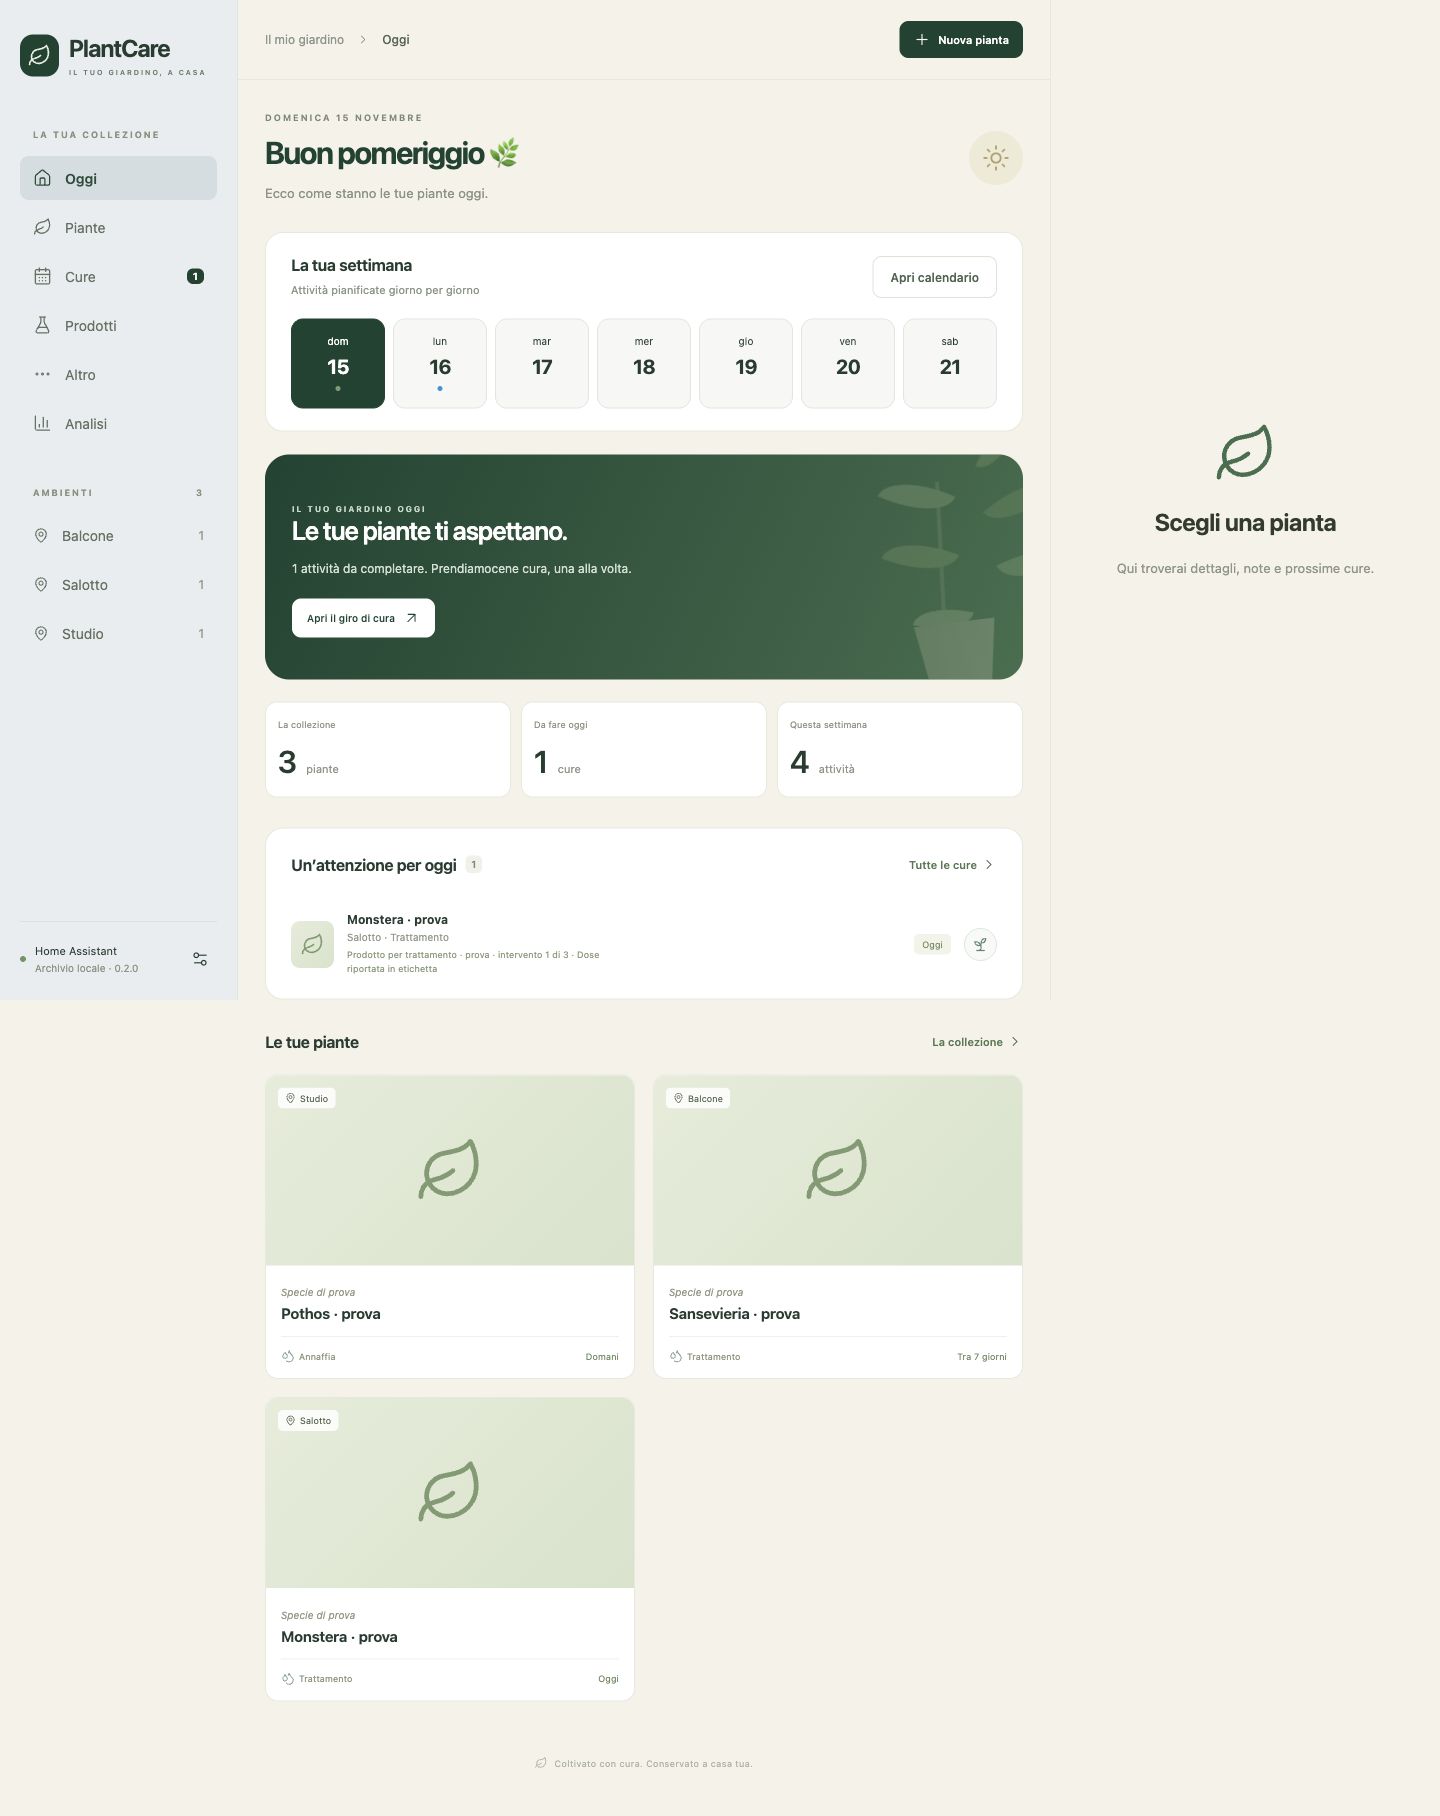 PlantCare
IL TUO GIARDINO, A CASA
LA TUA COLLEZIONE
Oggi
Piante
Cure 1
Prodotti
Altro
Analisi
AMBIENTI 3
Balcone 1
Salotto 1
Studio 1
Home Assistant
Archivio locale · 0.2.0
Il mio giardino > Oggi
Nuova pianta
DOMENICA 15 NOVEMBRE
Buon pomeriggio 🌿
Ecco come stanno le tue piante oggi.
La tua settimana
Attività pianificate giorno per giorno
Apri calendario
dom lun mar mer gio ven sab
15 16 17 18 19 20 21
IL TUO GIARDINO OGGI
Le tue piante ti aspettano.
1 attività da completare. Prendiamocene cura, una alla volta.
Apri il giro di cura
La collezione
3 piante
Da fare oggi
1 cure
Questa settimana
4 attività
Un’attenzione per oggi 1
Tutte le cure
Monstera · prova
Salotto · Trattamento
Prodotto per trattamento · prova · intervento 1 di 3 · Dose
riportata in etichetta
Oggi
Le tue piante
La collezione
Studio
Specie di prova
Pothos · prova
Annaffia Domani
Balcone
Specie di prova
Sansevieria · prova
Trattamento Tra 7 giorni
Salotto
Specie di prova
Monstera · prova
Trattamento Oggi
Coltivato con cura. Conservato a casa tua.
Scegli una pianta
Qui troverai dettagli, note e prossime cure.